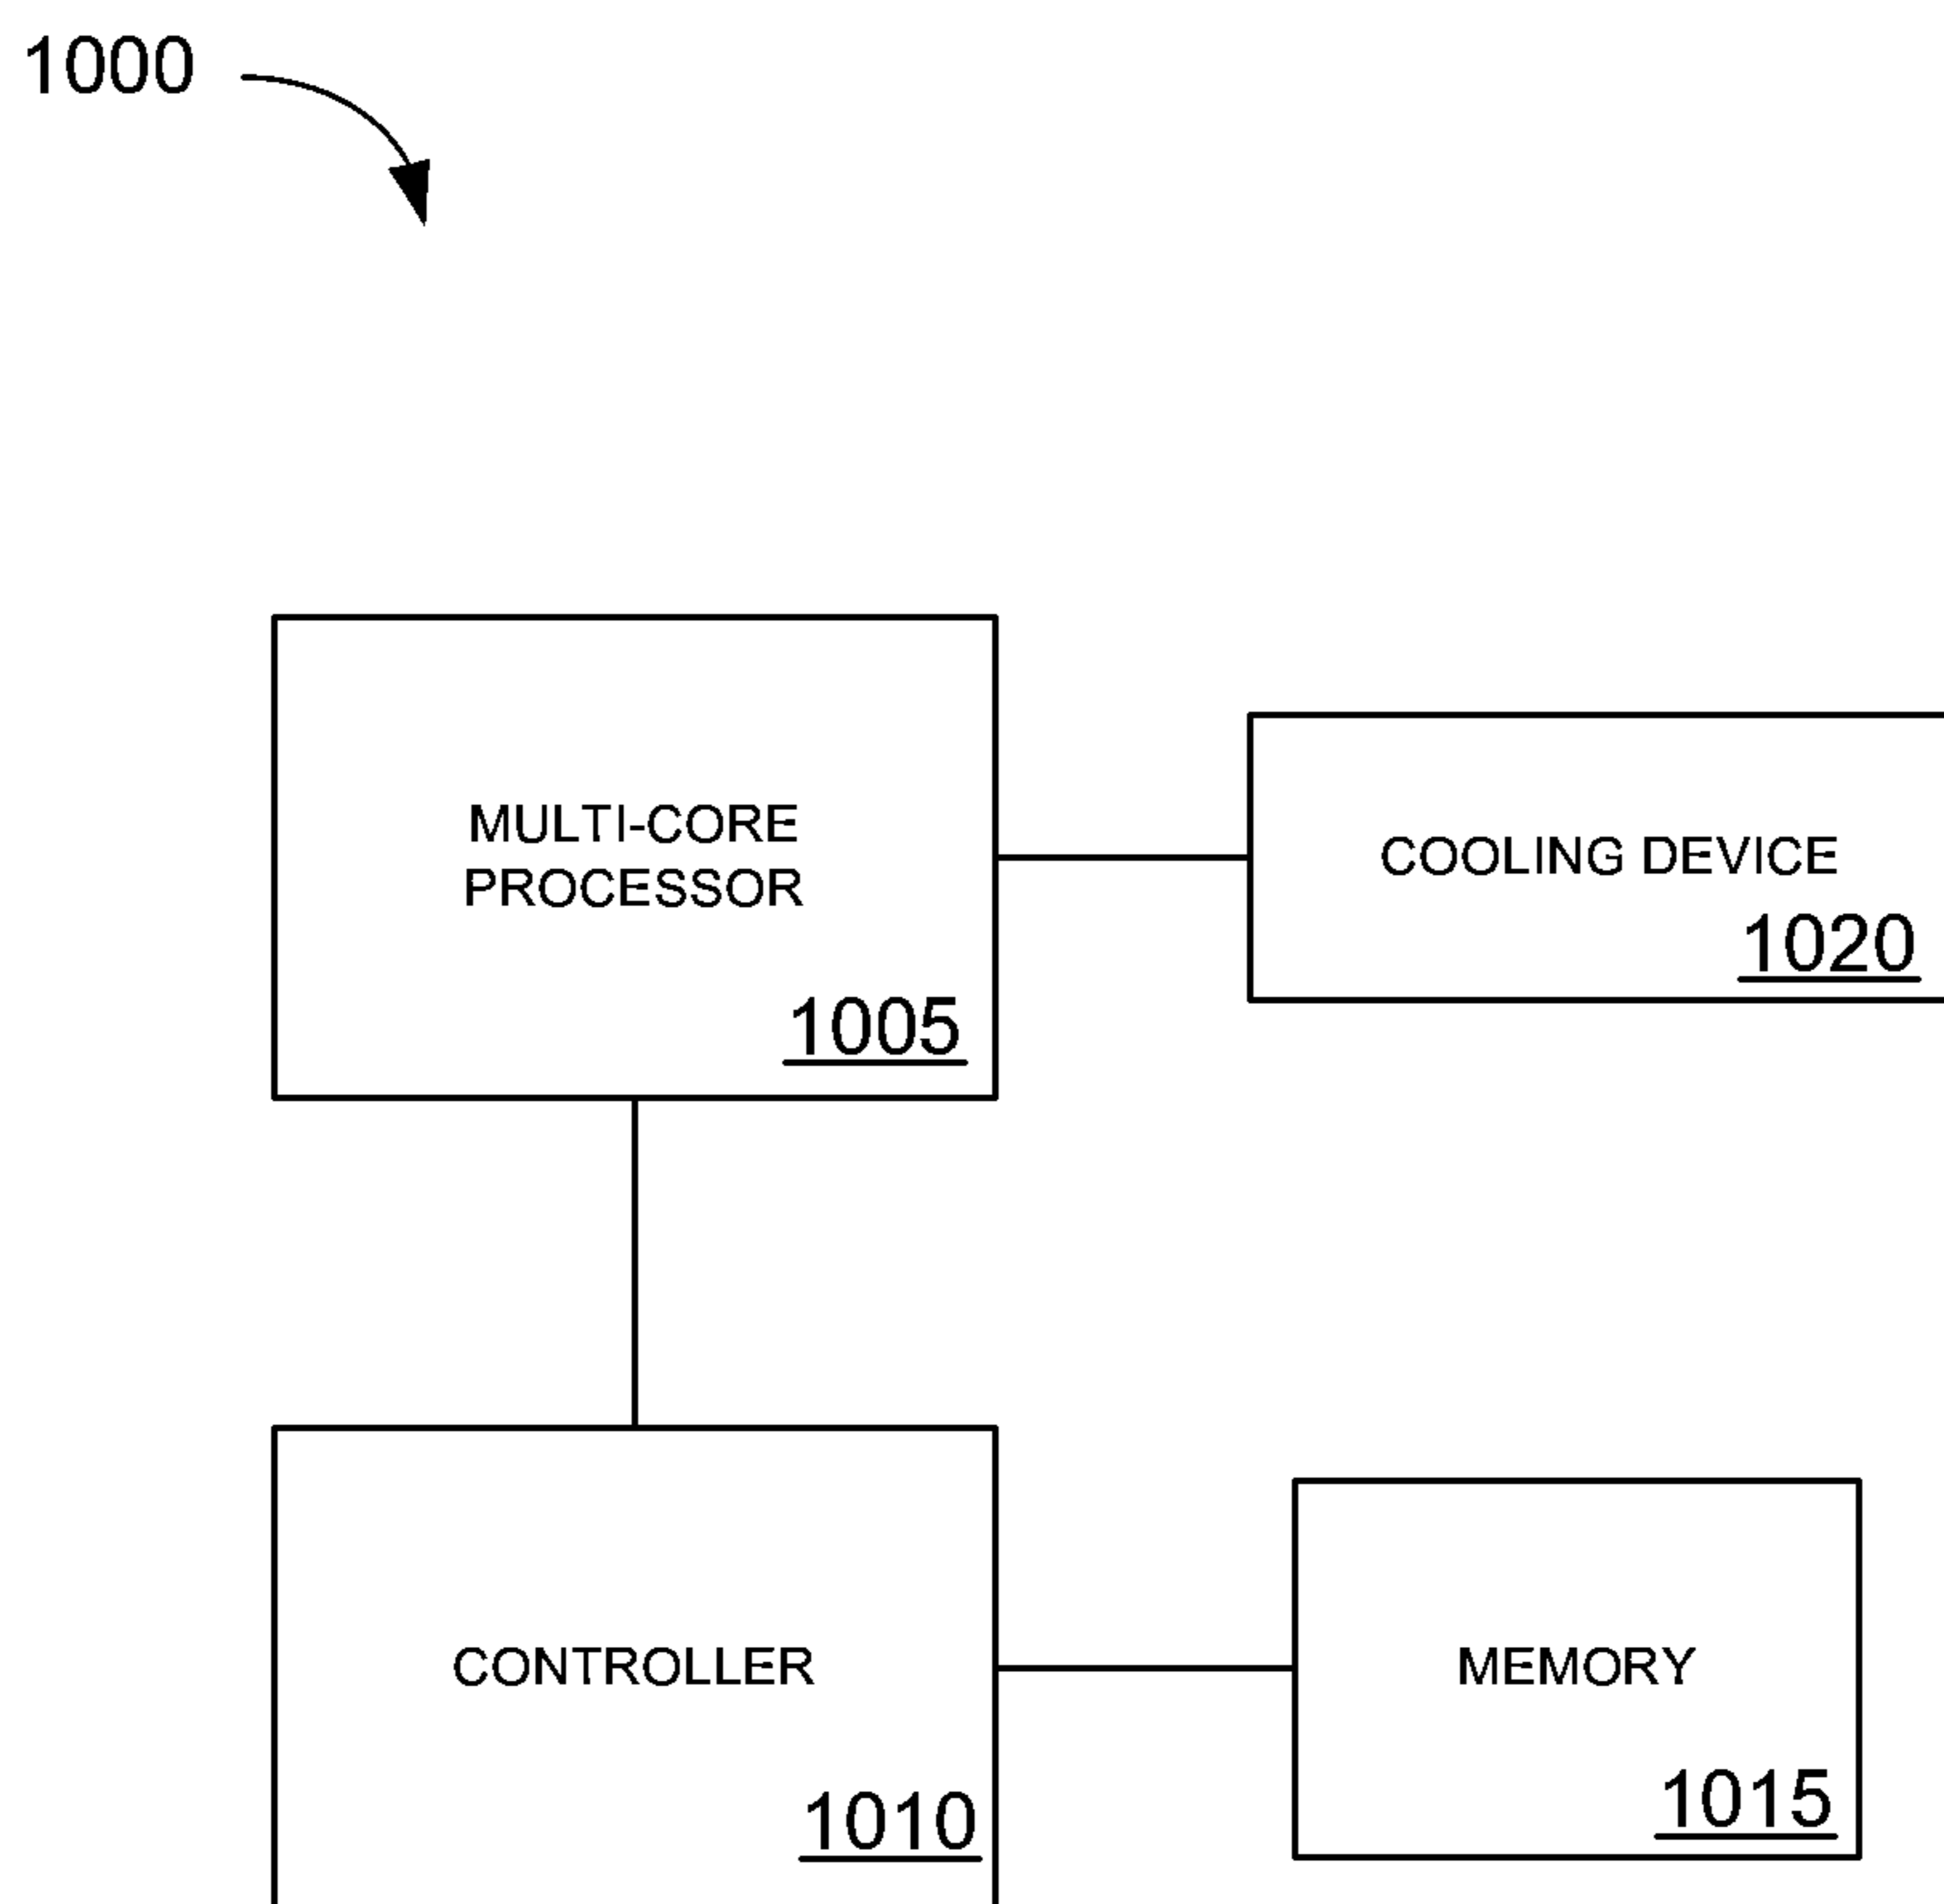 1000
MULTI-CORE
PROCESSOR
1005
COOLING DEVICE
1020
CONTROLLER
1010
MEMORY
1015